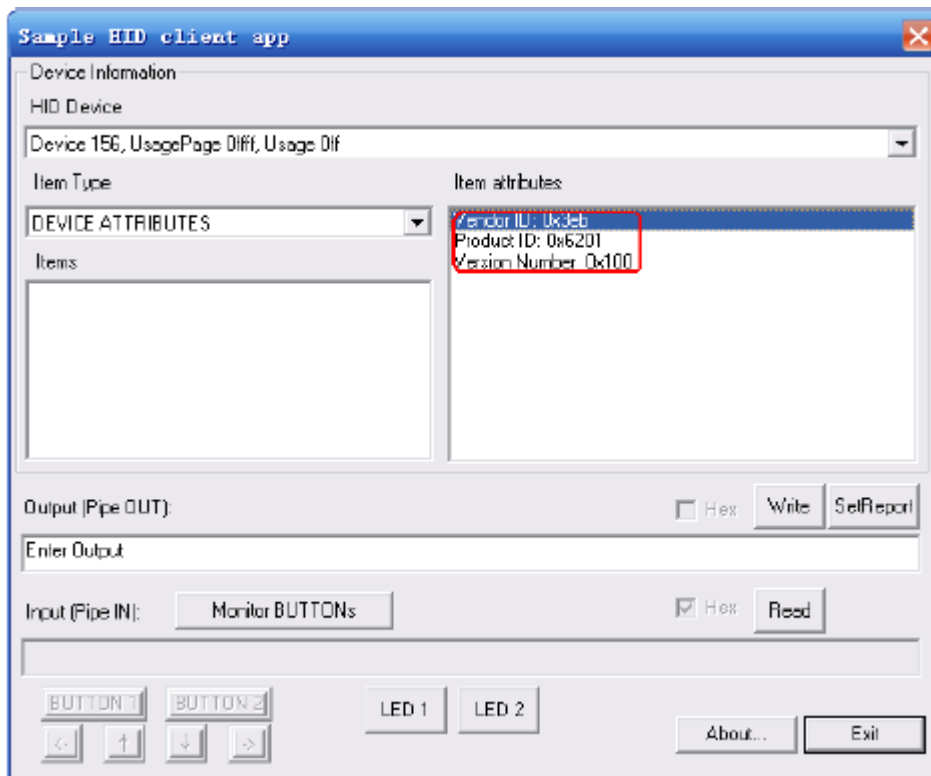 Sample HID client app
Device Information
HID Device
Device 156, UsagePage 0ffff, Usage 0ff
Item Type
Item attributes
DEVICE ATTRIBUTES
Vendor ID: 0x3eb
Product ID: 0x6201
Version Number 0x100
Items
Output (Pipe OUT):
Hex
Write
SetReport
Enter Output
Input (Pipe IN):
Monitor BUTTONs
Hex
Read
BUTTON 1
BUTTON 2
LED 1
LED 2
<-
↑
↓
->
About...
Exit